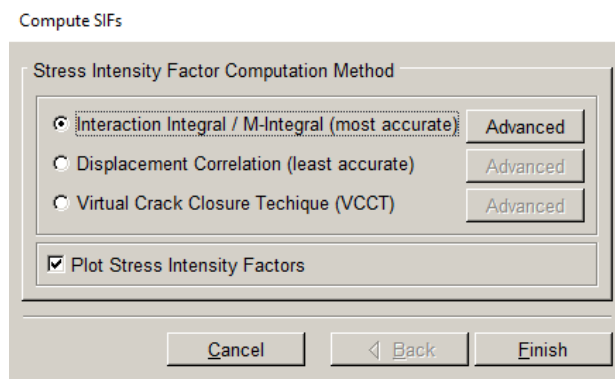 Compute SIFs
Stress Intensity Factor Computation Method
Interaction Integral / M-Integral (most accurate) Advanced
Displacement Correlation (least accurate) Advanced
Virtual Crack Closure Techique (VCCT) Advanced
Plot Stress Intensity Factors
Cancel Back Finish